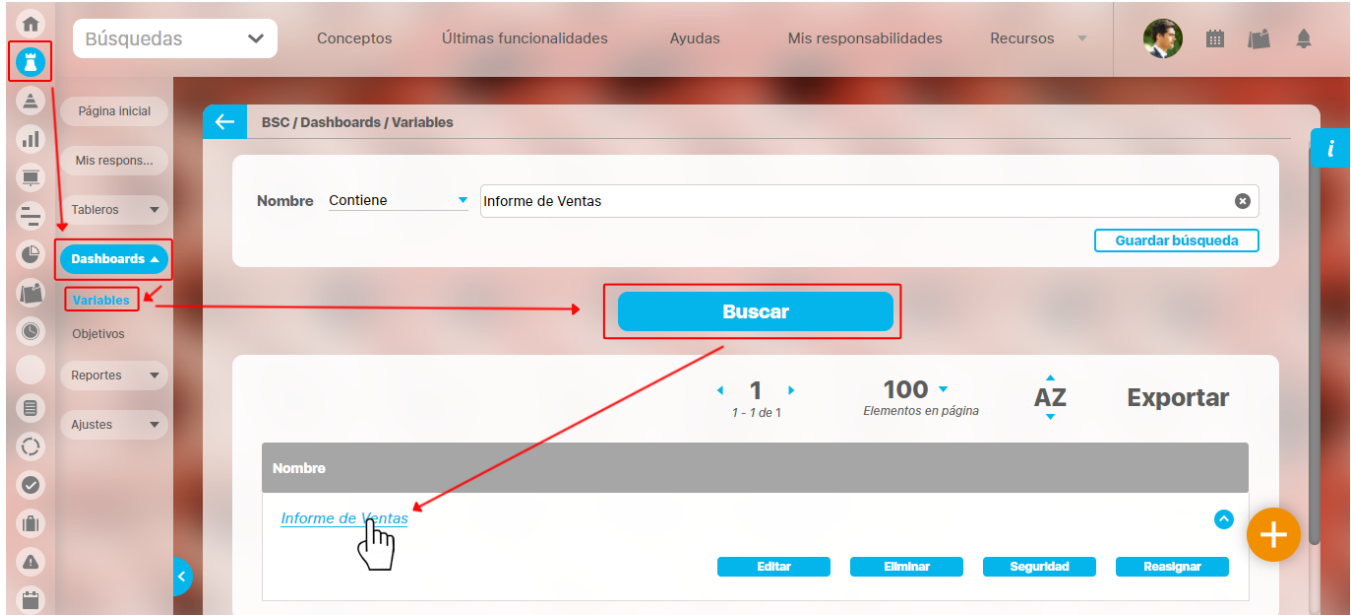 Búsquedas
Conceptos
Últimas funcionalidades
Ayudas
Mis responsabilidades
Recursos
Página inicial
Mis respons...
Tableros
Dashboards
Variables
Objetivos
Reportes
Ajustes
BSC / Dashboards / Variables
i
Nombre Contiene Informe de Ventas
Guardar búsqueda
Buscar
1
1 - 1 de 1
100
Elementos en página
AZ
Exportar
Nombre
Informe de Ventas
Editar
Eliminar
Seguridad
Reasignar